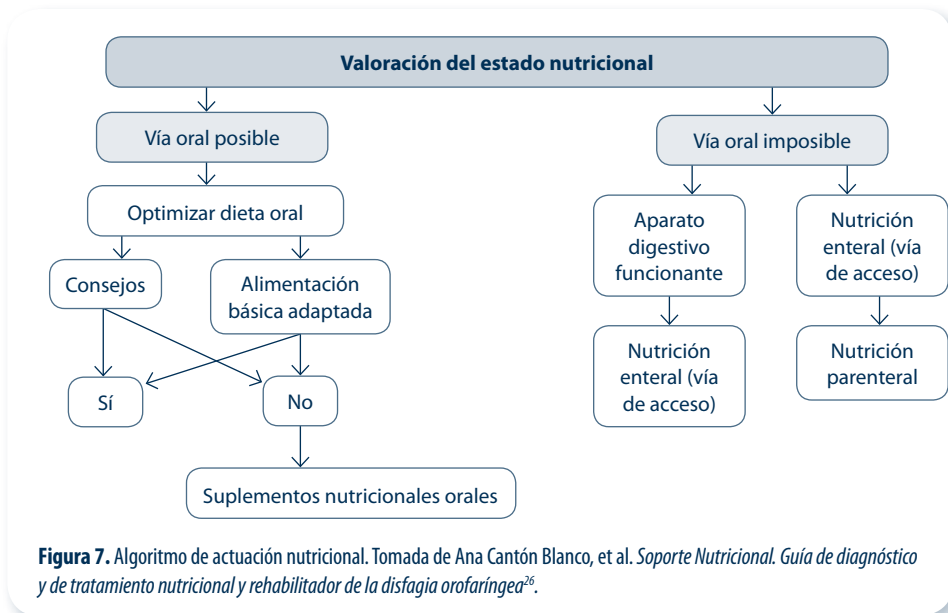 Valoración del estado nutricional
Vía oral posible
Vía oral imposible
Optimizar dieta oral
Aparato
digestivo
funcionante
Nutrición
enteral (vía
de acceso)
Consejos
Alimentación
básica adaptada
Nutrición
enteral (vía
de acceso)
Nutrición
parenteral
Sí
No
Suplementos nutricionales orales
Figura 7. Algoritmo de actuación nutricional. Tomada de Ana Cantón Blanco, et al. Soporte Nutricional. Guía de diagnóstico
y de tratamiento nutricional y rehabilitador de la disfagia orofaríngea26.